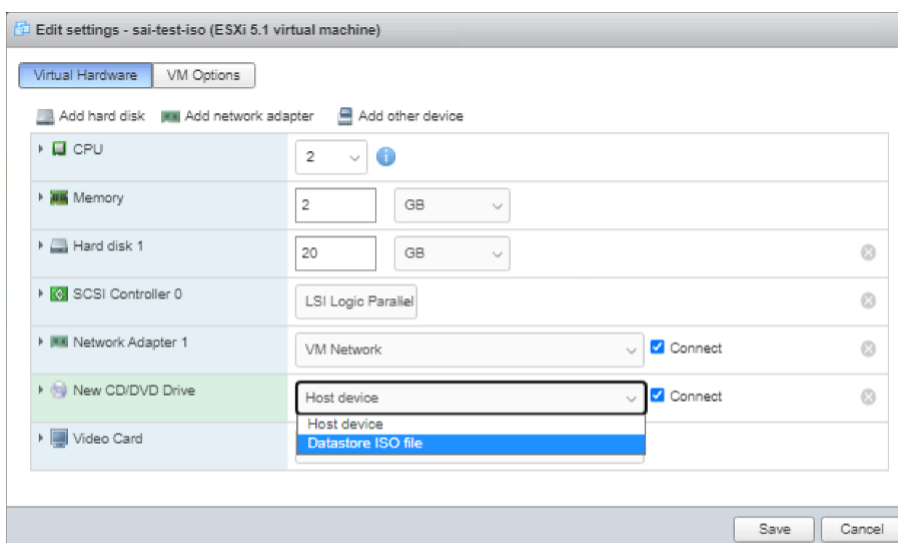 Edit settings - sai-test-iso (ESXi 5.1 virtual machine)
Virtual Hardware VM Options
Add hard disk Add network adapter Add other device
CPU 2
Memory 2 GB
Hard disk 1 20 GB
SCSI Controller 0 LSI Logic Parallel
Network Adapter 1 VM Network Connect
New CD/DVD Drive Host device Connect
Host device
Datastore ISO file
Video Card
Save Cancel